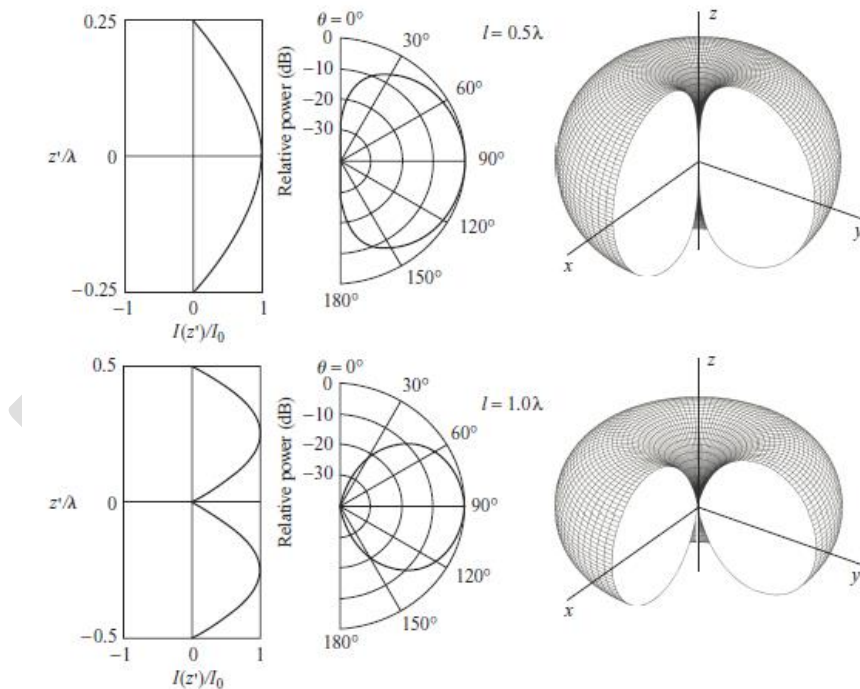 0.25
0
−0.25
z'/λ
−1
0
1
I(z')/I0
θ = 0°
30°
60°
90°
120°
150°
180°
0
−10
−20
−30
Relative power (dB)
l = 0.5λ
z
x
y
0.5
0
−0.5
z'/λ
−1
0
1
I(z')/I0
θ = 0°
30°
60°
90°
120°
150°
180°
0
−10
−20
−30
Relative power (dB)
l = 1.0λ
z
x
y